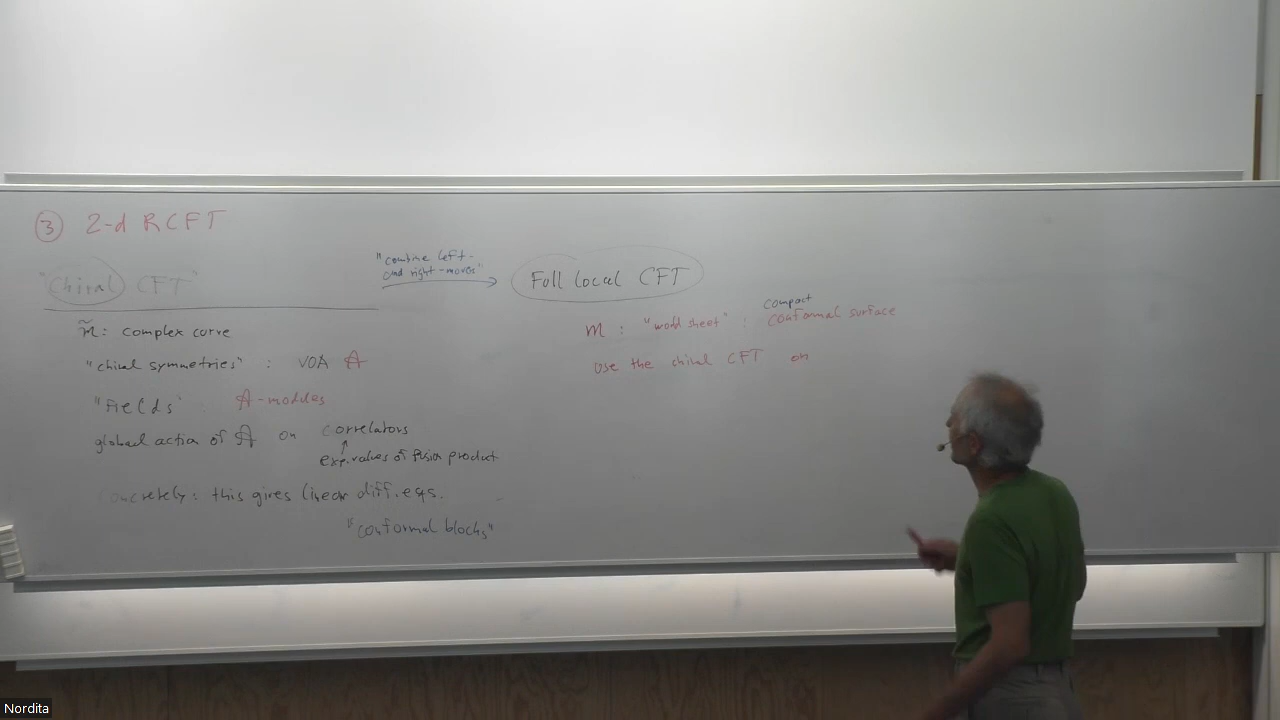 ③ 2-d RCFT
"Chiral CFT"
"combine left-
and right-moves"
Full local CFT
M̃: complex curve
"chiral symmetries" : VOA A
"Fields" : A-modules
global action of A on correlators
↑
exp.values of fusion product
Concretely: this gives linear diff. eqs.
"conformal blocks"
M : "world sheet" : compact conformal surface
Use the chiral CFT on
Nordita